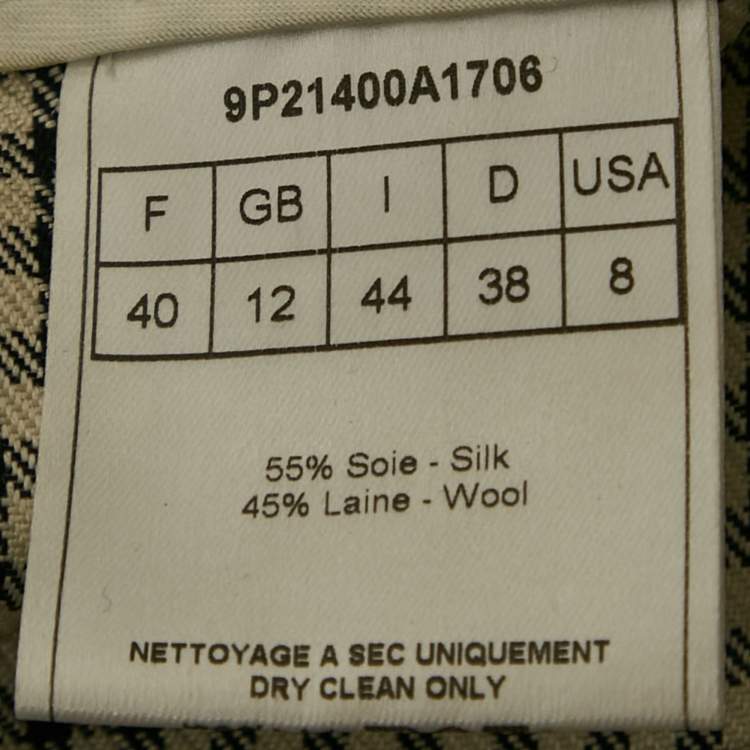 9P21400A1706
F GB I D USA
40 12 44 38 8
55% Soie - Silk
45% Laine - Wool
NETTOYAGE A SEC UNIQUEMENT
DRY CLEAN ONLY